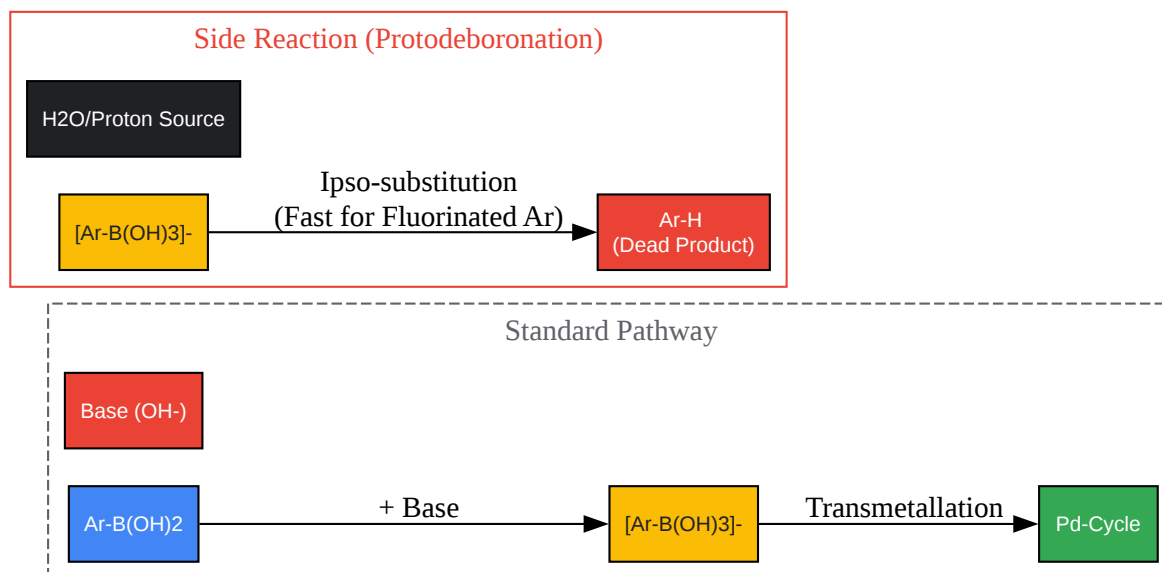 Side Reaction (Protodeboronation)
H2O/Proton Source
Ipso-substitution
(Fast for Fluorinated Ar)
[Ar-B(OH)3]-
Ar-H
(Dead Product)
Standard Pathway
Base (OH-)
Ar-B(OH)2
+ Base
[Ar-B(OH)3]-
Transmetallation
Pd-Cycle